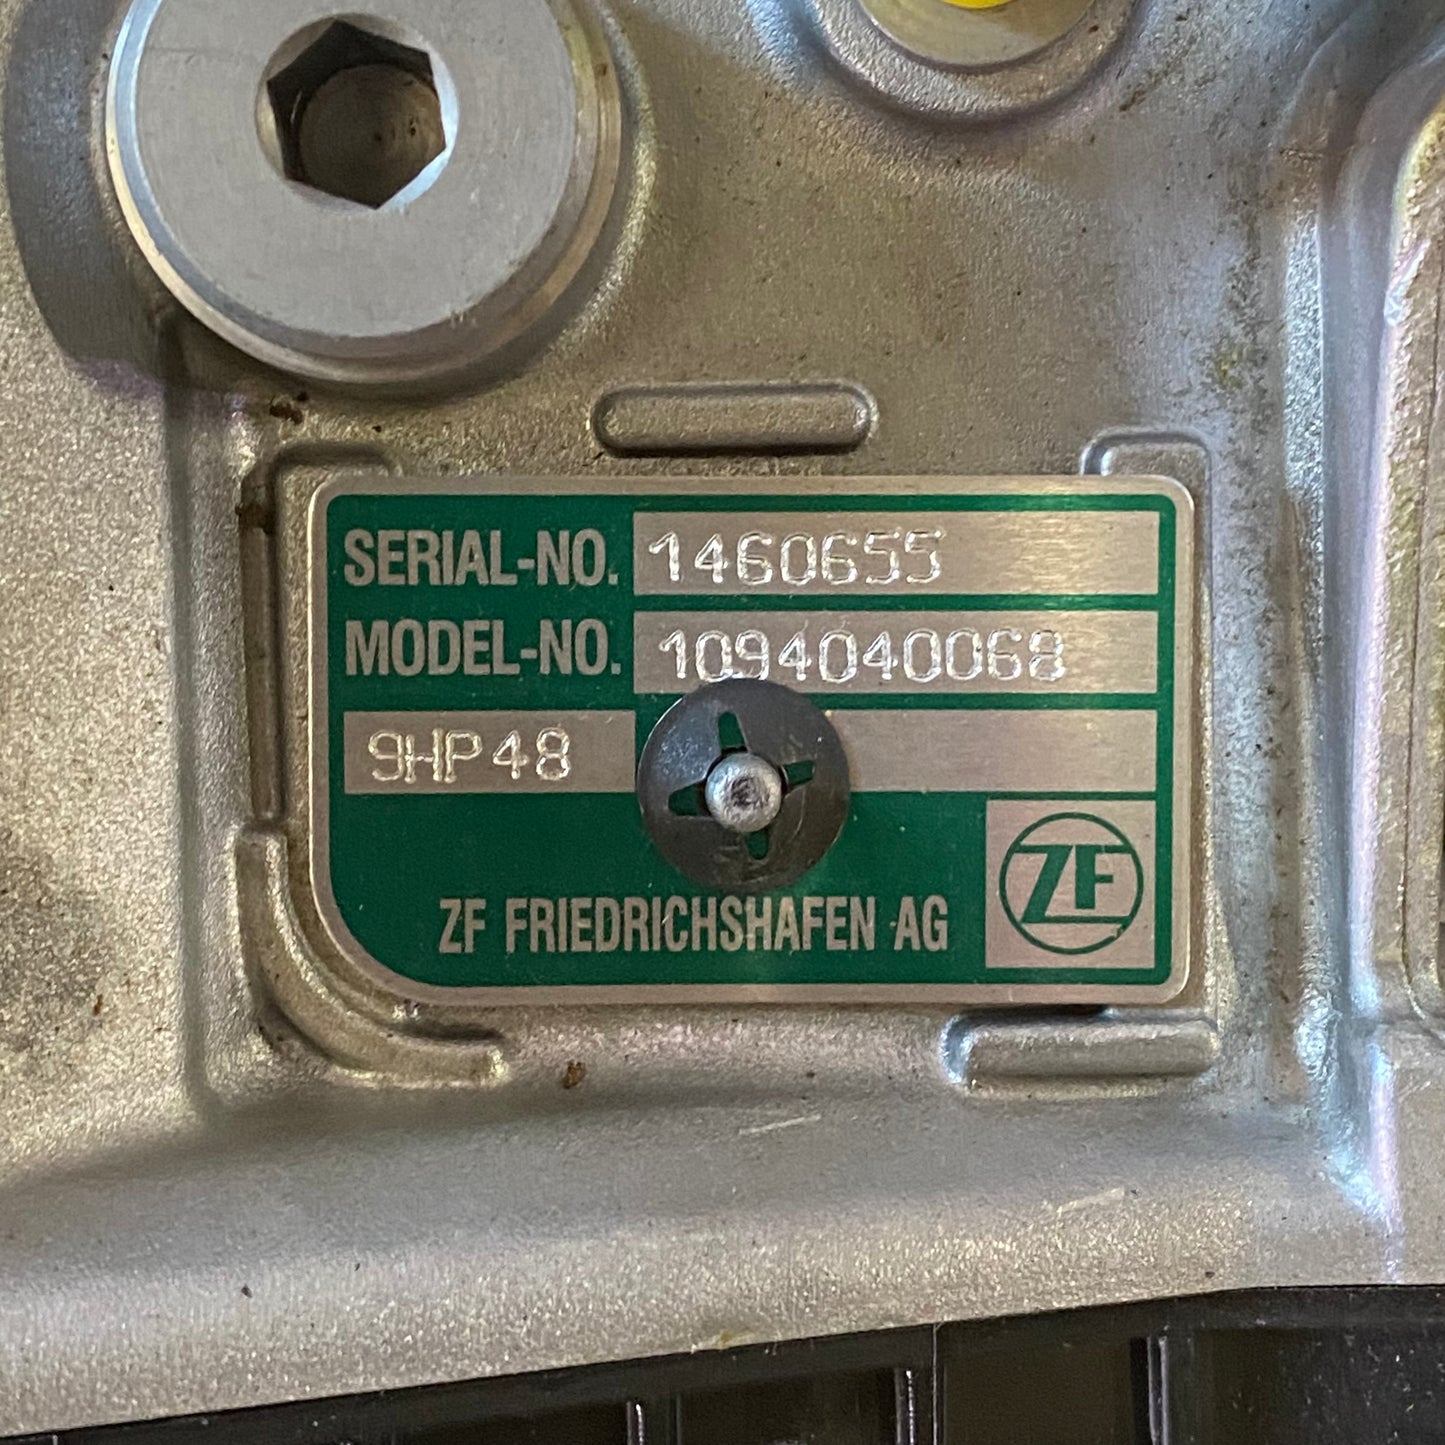 SERIAL-NO. 1460655
MODEL-NO. 1094040068
9HP48
ZF FRIEDRICHSHAFEN AG
ZF